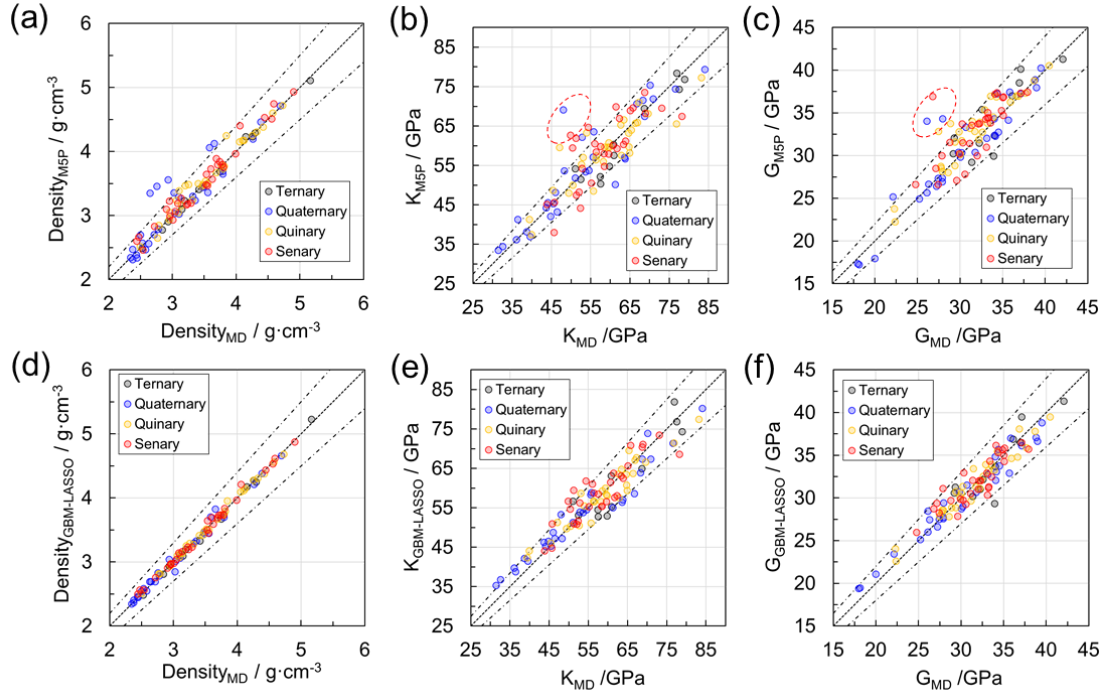 (a)
6
5
4
3
2
2 3 4 5 6
Density_M5P / g·cm⁻³
Density_MD / g·cm⁻³
Ternary
Quaternary
Quinary
Senary
(b)
85
75
65
55
45
35
25
25 35 45 55 65 75 85
K_M5P / GPa
K_MD /GPa
Ternary
Quaternary
Quinary
Senary
(c)
45
40
35
30
25
20
15
15 20 25 30 35 40 45
G_M5P / GPa
G_MD / GPa
Ternary
Quaternary
Quinary
Senary
(d)
6
5
4
3
2
2 3 4 5 6
Density_GBM-LASSO / g·cm⁻³
Density_MD / g·cm⁻³
Ternary
Quaternary
Quinary
Senary
(e)
85
75
65
55
45
35
25
25 35 45 55 65 75 85
K_GBM-LASSO / GPa
K_MD /GPa
Ternary
Quaternary
Quinary
Senary
(f)
45
40
35
30
25
20
15
15 20 25 30 35 40 45
G_GBM-LASSO / GPa
G_MD / GPa
Ternary
Quaternary
Quinary
Senary